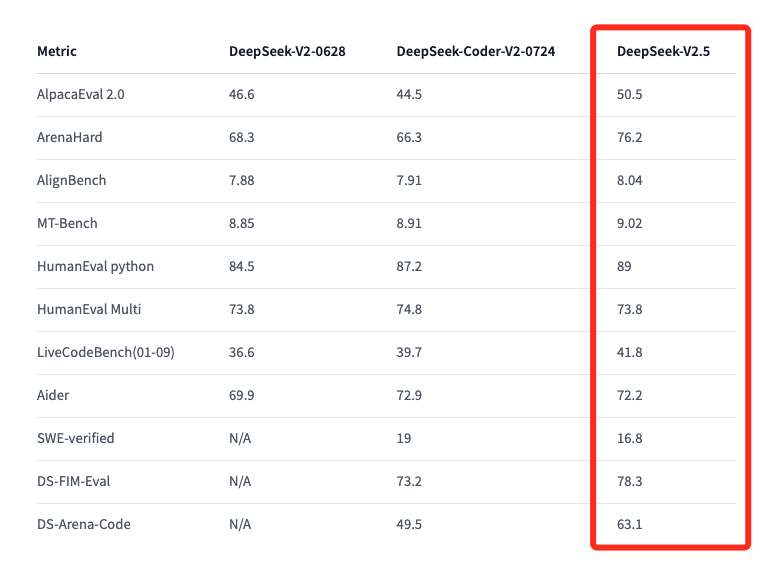 Metric DeepSeek-V2-0628 DeepSeek-Coder-V2-0724 DeepSeek-V2.5
AlpacaEval 2.0 46.6 44.5 50.5
ArenaHard 68.3 66.3 76.2
AlignBench 7.88 7.91 8.04
MT-Bench 8.85 8.91 9.02
HumanEval python 84.5 87.2 89
HumanEval Multi 73.8 74.8 73.8
LiveCodeBench(01-09) 36.6 39.7 41.8
Aider 69.9 72.9 72.2
SWE-verified N/A 19 16.8
DS-FIM-Eval N/A 73.2 78.3
DS-Arena-Code N/A 49.5 63.1